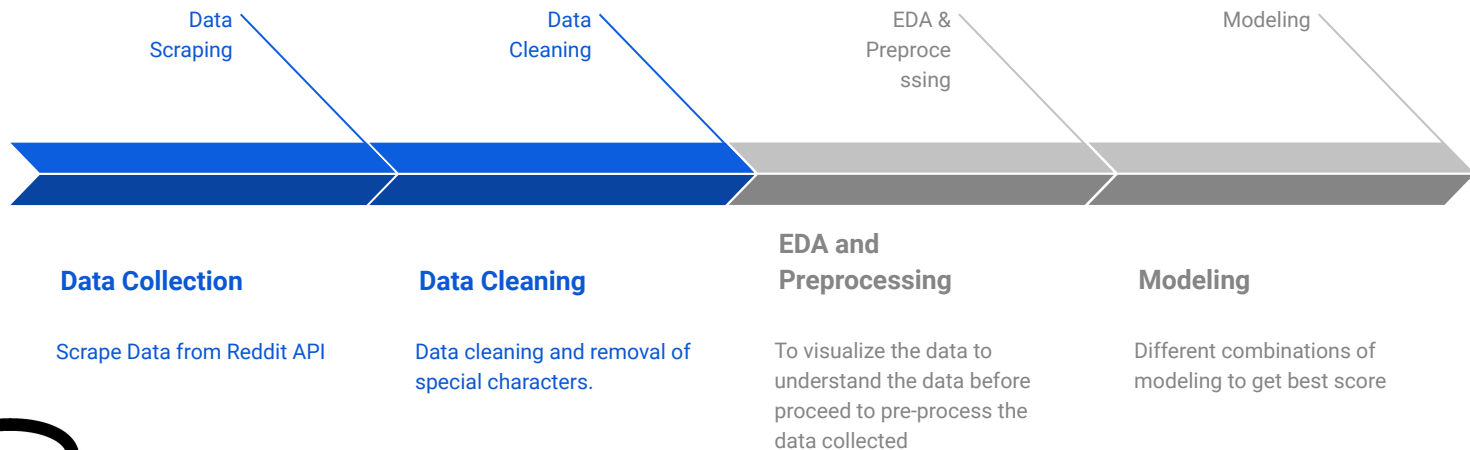 Data
Scraping
Data
Cleaning
EDA &
Preproce
ssing
Modeling
Data Collection
Scrape Data from Reddit API
Data Cleaning
Data cleaning and removal of
special characters.
EDA and
Preprocessing
To visualize the data to
understand the data before
proceed to pre-process the
data collected
Modeling
Different combinations of
modeling to get best score